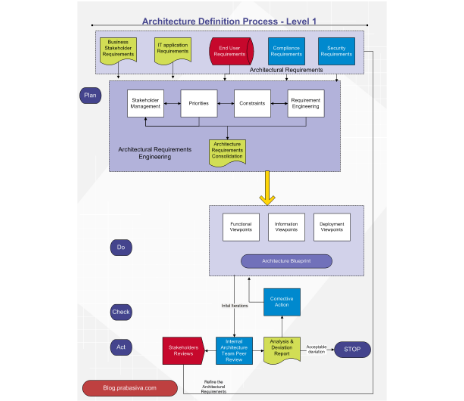 Architecture Definition Process - Level 1
Business
Stakeholder
Requirements
IT application
Requirements
End User
Requirements
Compliance
Requirements
Security
Requirements
Architectural Requirements
Plan
Stakeholder
Management
Priorities
Constraints
Requirement
Engineering
Architectural Requirements
Engineering
Architecture
Requirements
Consolidation
Functional
Viewpoints
Information
Viewpoints
Deployment
Viewpoints
Do
Architecture Blueprint
Initial Iterations
Corrective
Action
Check
Act
Stakeholders
Reviews
Internal
Architecture
Team Peer
Review
Analysis &
Deviation
Report
Acceptable
deviation
STOP
Refine the
Architectural
Requirements
Blog.prabasiva.com